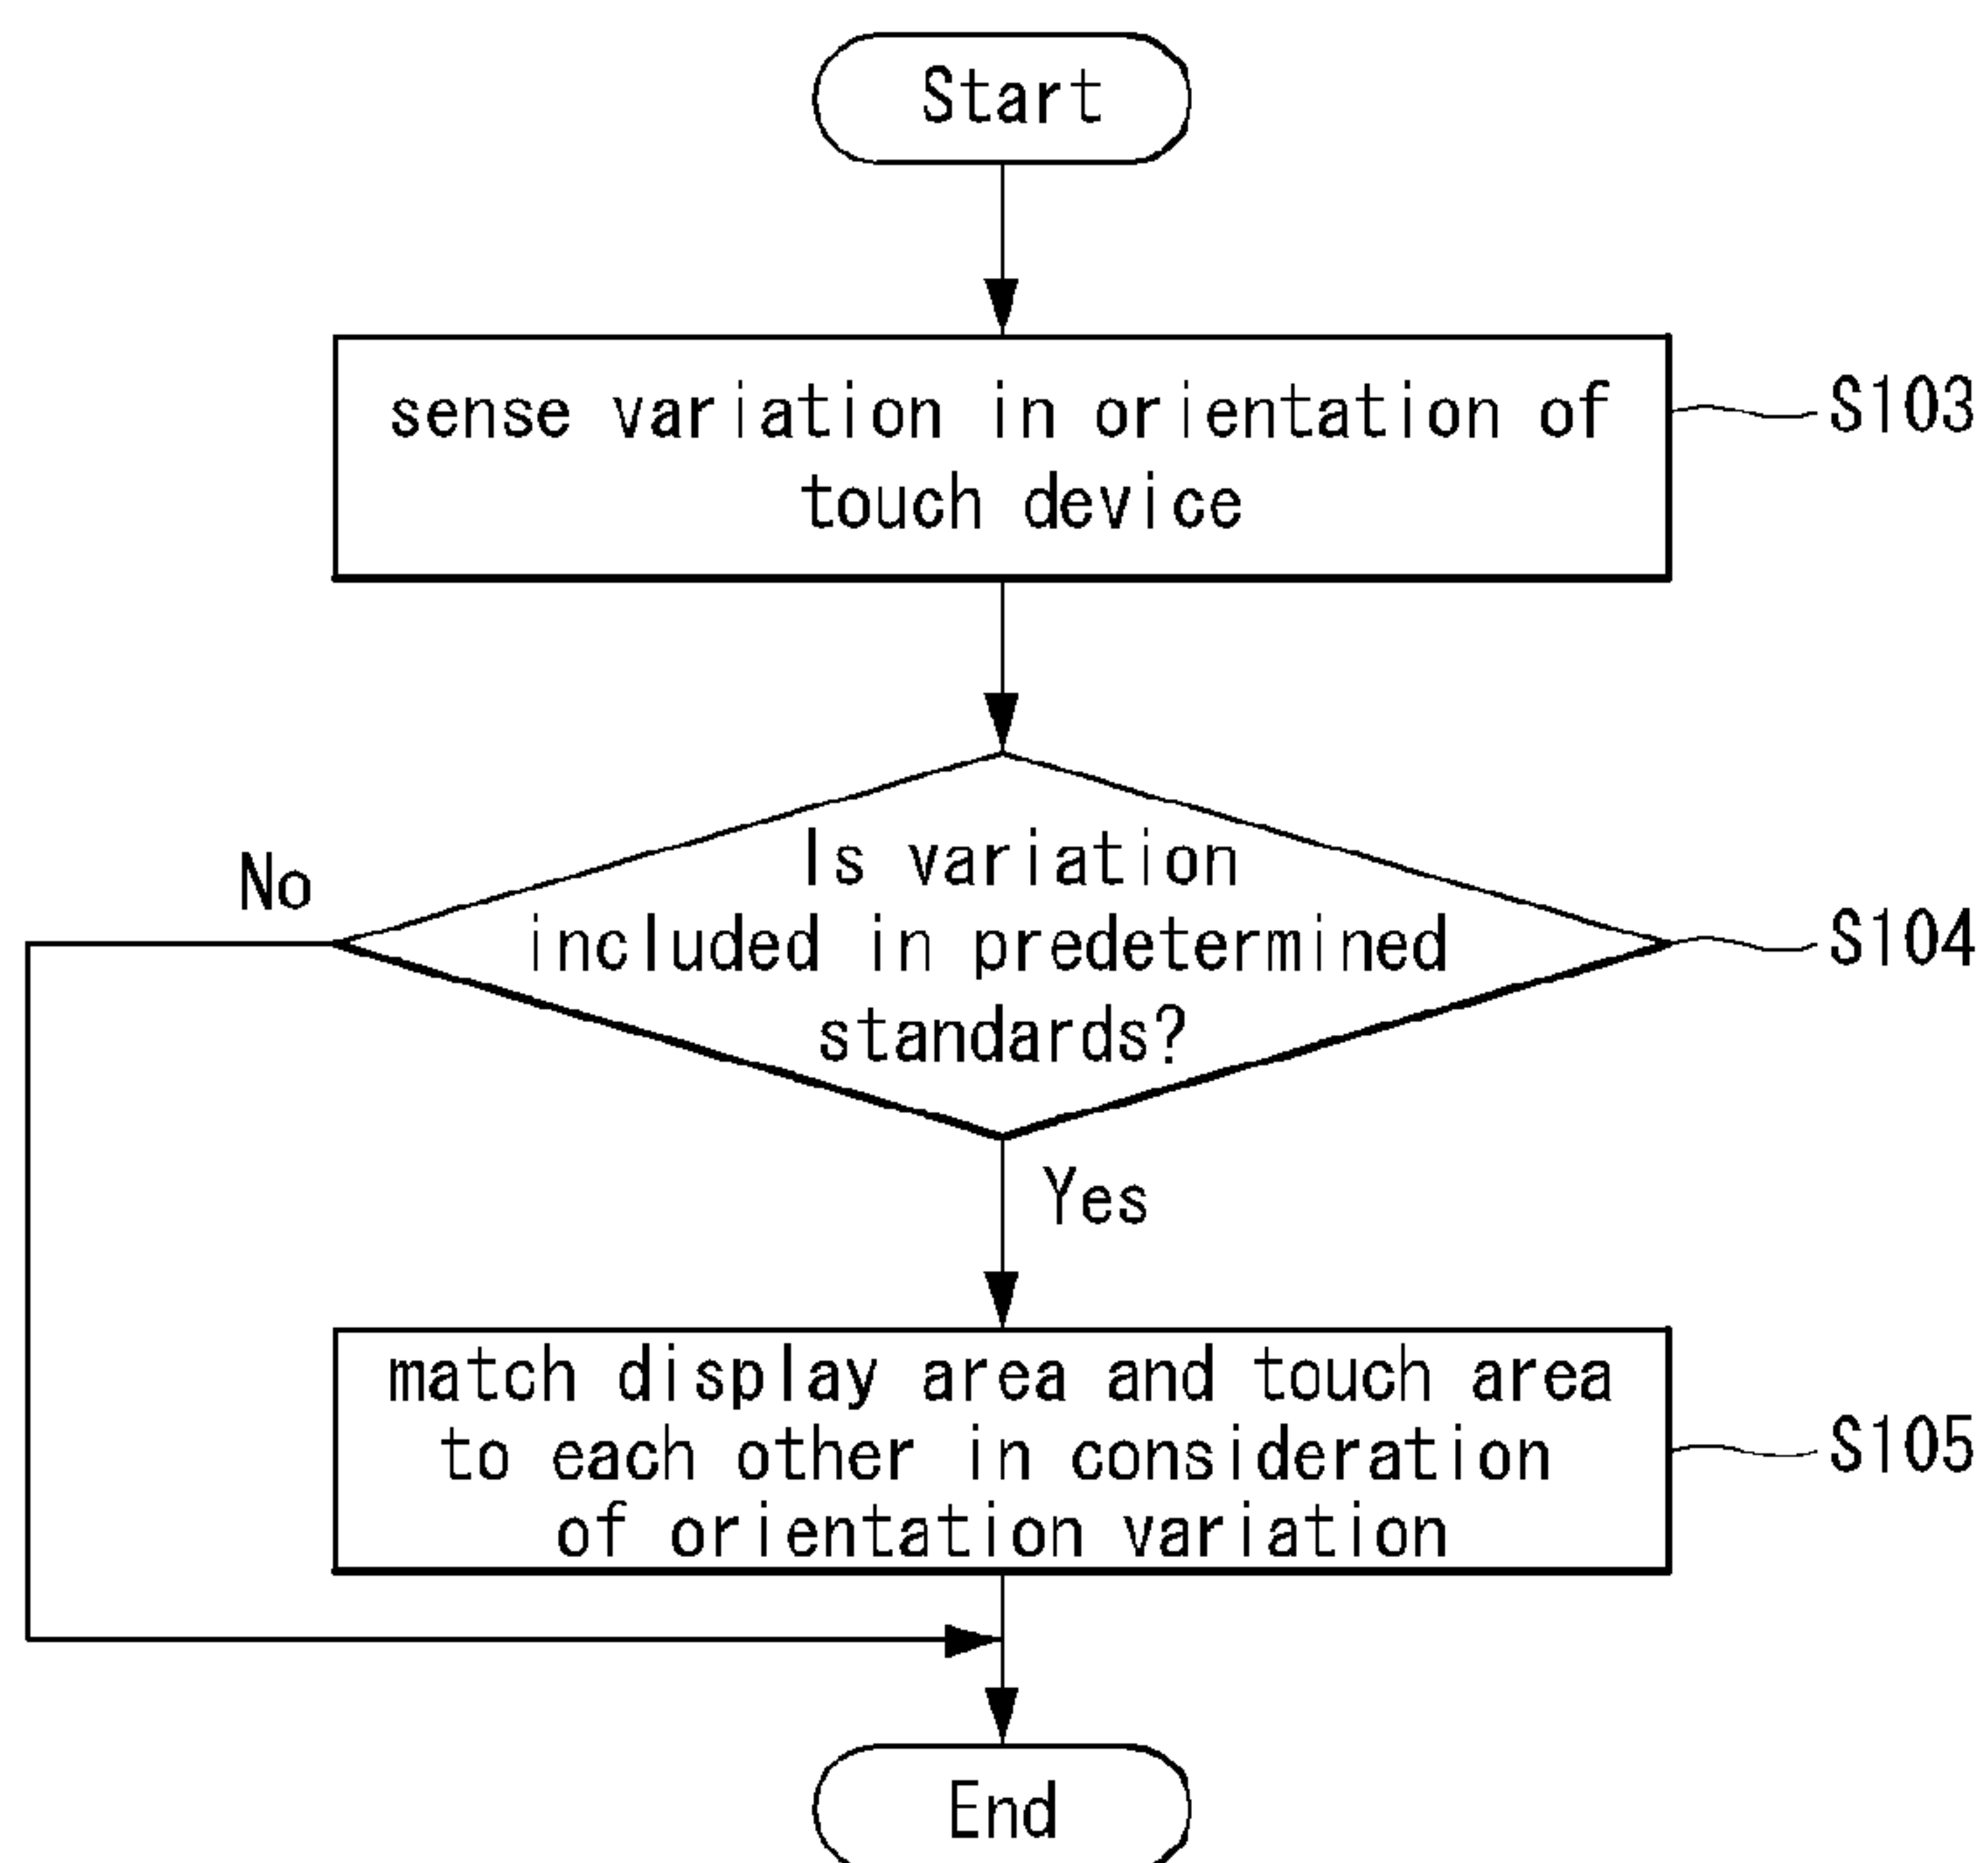 Start
sense variation in orientation of
touch device
S103
No
Is variation
included in predetermined
standards?
S104
Yes
match display area and touch area
to each other in consideration
of orientation variation
S105
End